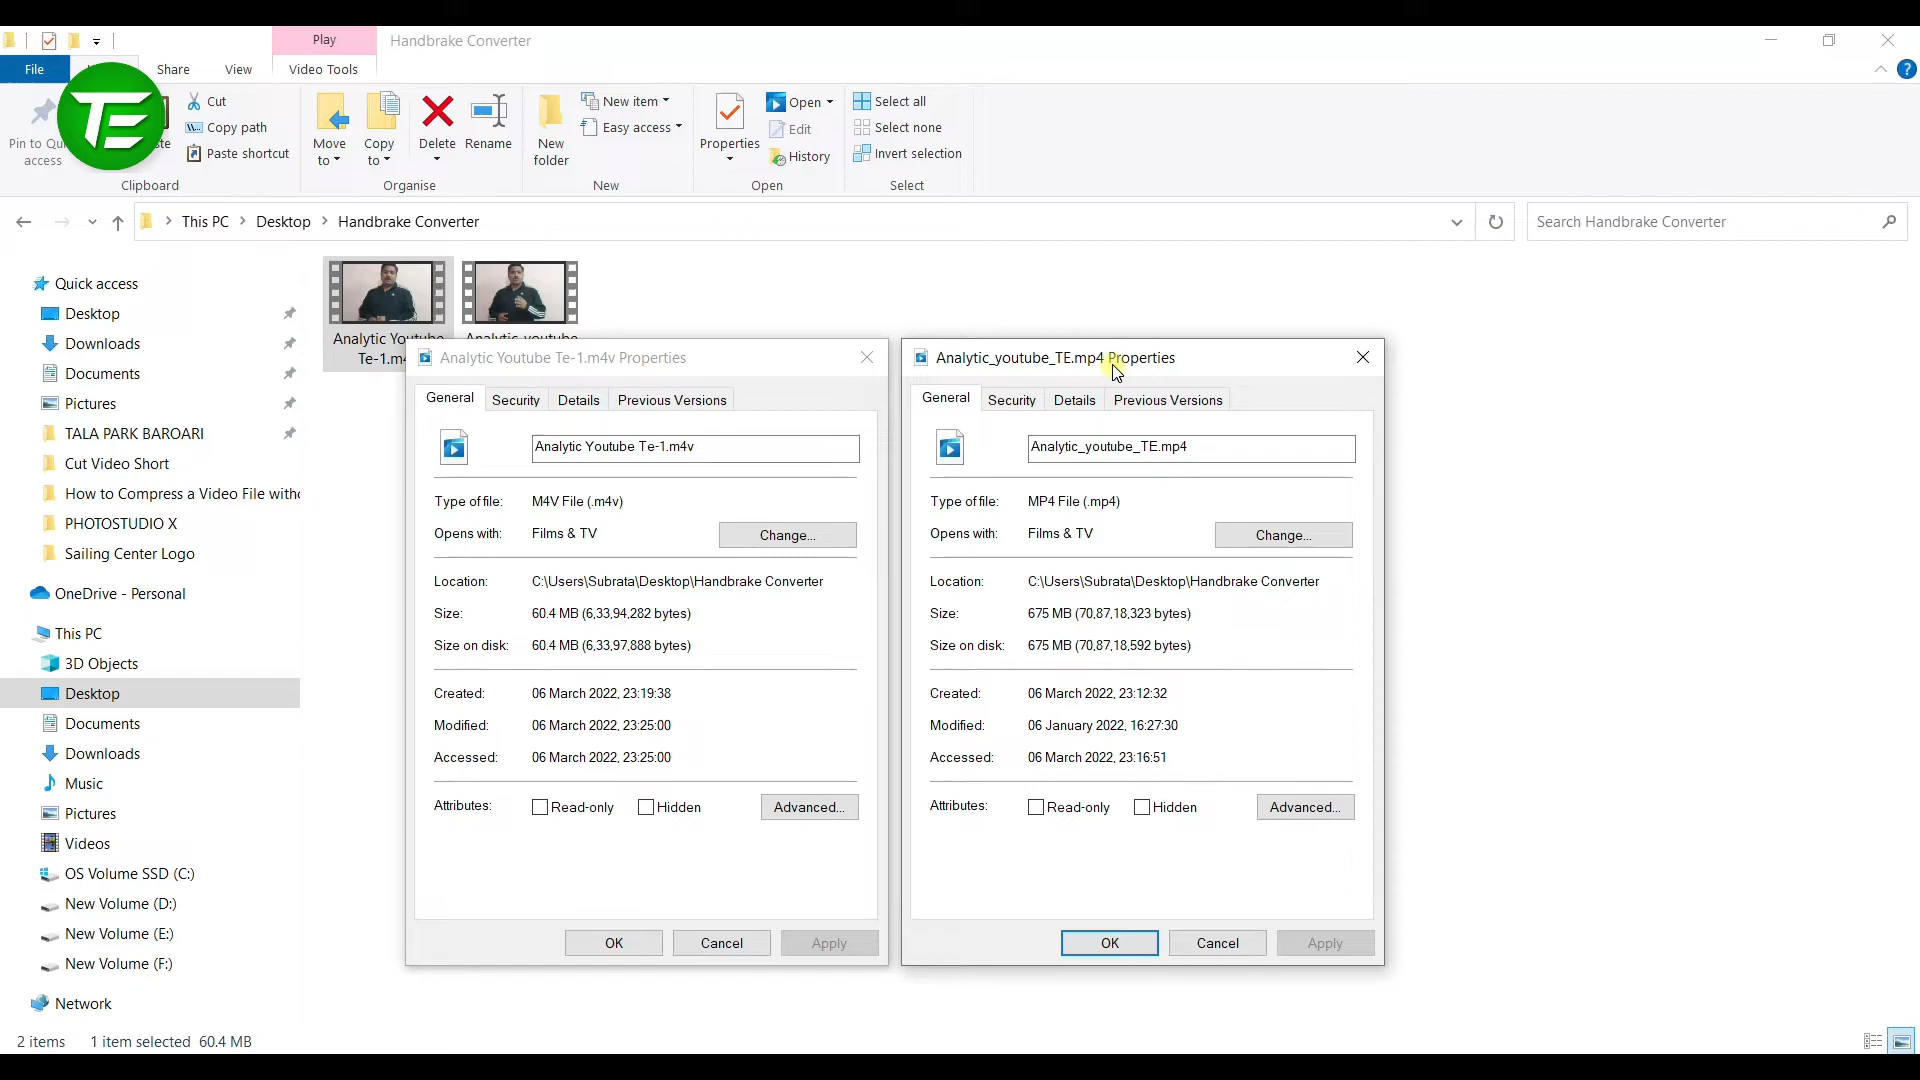 Play
Handbrake Converter
File
Share
View
Video Tools
TE
Pin to Qu
access
ste
Cut
Copy path
Paste shortcut
Clipboard
Move
to
Copy
to
Delete
Rename
Organise
New
folder
New item
Easy access
New
Properties
Open
Edit
History
Open
Select all
Select none
Invert selection
Select
This PC > Desktop > Handbrake Converter
Search Handbrake Converter
Quick access
Desktop
Downloads
Documents
Pictures
TALA PARK BAROARI
Cut Video Short
How to Compress a Video File with
PHOTOSTUDIO X
Sailing Center Logo
OneDrive - Personal
This PC
3D Objects
Desktop
Documents
Downloads
Music
Pictures
Videos
OS Volume SSD (C:)
New Volume (D:)
New Volume (E:)
New Volume (F:)
Network
Analytic Youtube
Te-1.m4
Analytic_youtube
Analytic Youtube Te-1.m4v Properties
General
Security
Details
Previous Versions
Analytic Youtube Te-1.m4v
Type of file: M4V File (.m4v)
Opens with: Films & TV
Change...
Location: C:\Users\Subrata\Desktop\Handbrake Converter
Size: 60.4 MB (6,33,94,282 bytes)
Size on disk: 60.4 MB (6,33,97,888 bytes)
Created: 06 March 2022, 23:19:38
Modified: 06 March 2022, 23:25:00
Accessed: 06 March 2022, 23:25:00
Attributes: Read-only Hidden Advanced...
OK Cancel Apply
Analytic_youtube_TE.mp4 Properties
General
Security
Details
Previous Versions
Analytic_youtube_TE.mp4
Type of file: MP4 File (.mp4)
Opens with: Films & TV
Change...
Location: C:\Users\Subrata\Desktop\Handbrake Converter
Size: 675 MB (70,87,18,323 bytes)
Size on disk: 675 MB (70,87,18,592 bytes)
Created: 06 March 2022, 23:12:32
Modified: 06 January 2022, 16:27:30
Accessed: 06 March 2022, 23:16:51
Attributes: Read-only Hidden Advanced...
OK Cancel Apply
2 items 1 item selected 60.4 MB